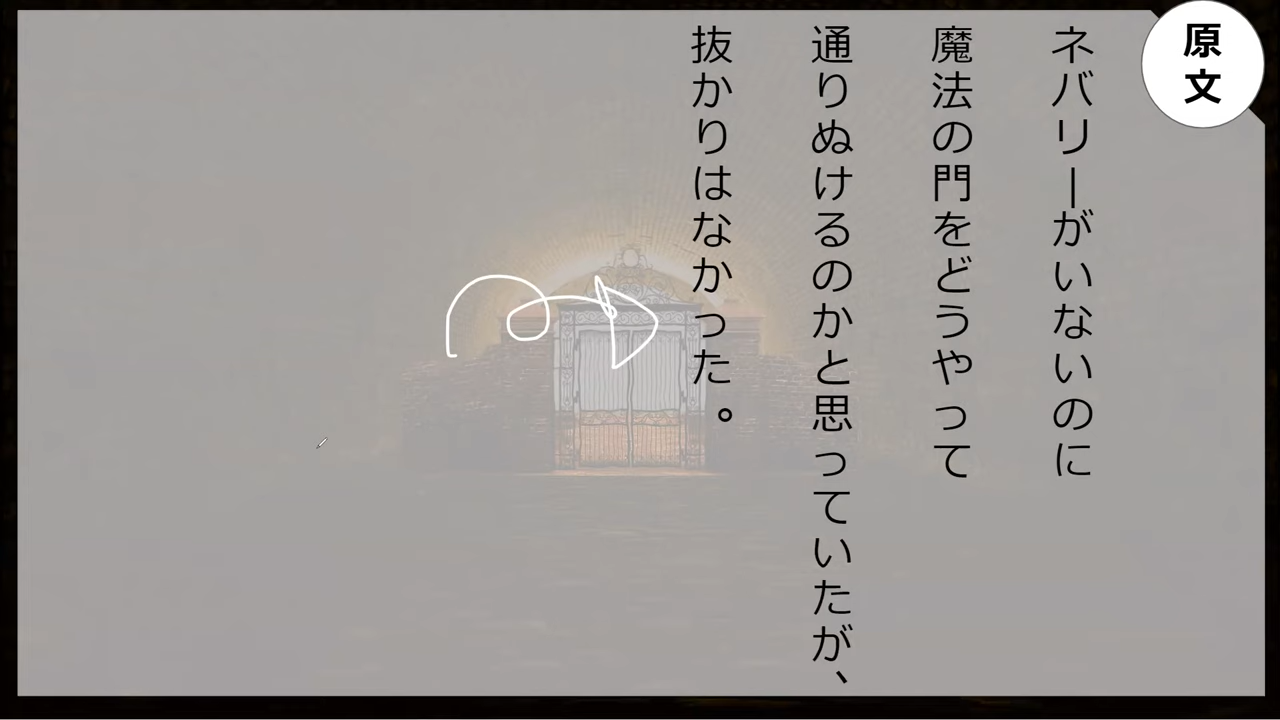 原文
ネバリーがいないのに
魔法の門をどうやって
通りぬけるのかと思っていたが、
抜かりはなかった。